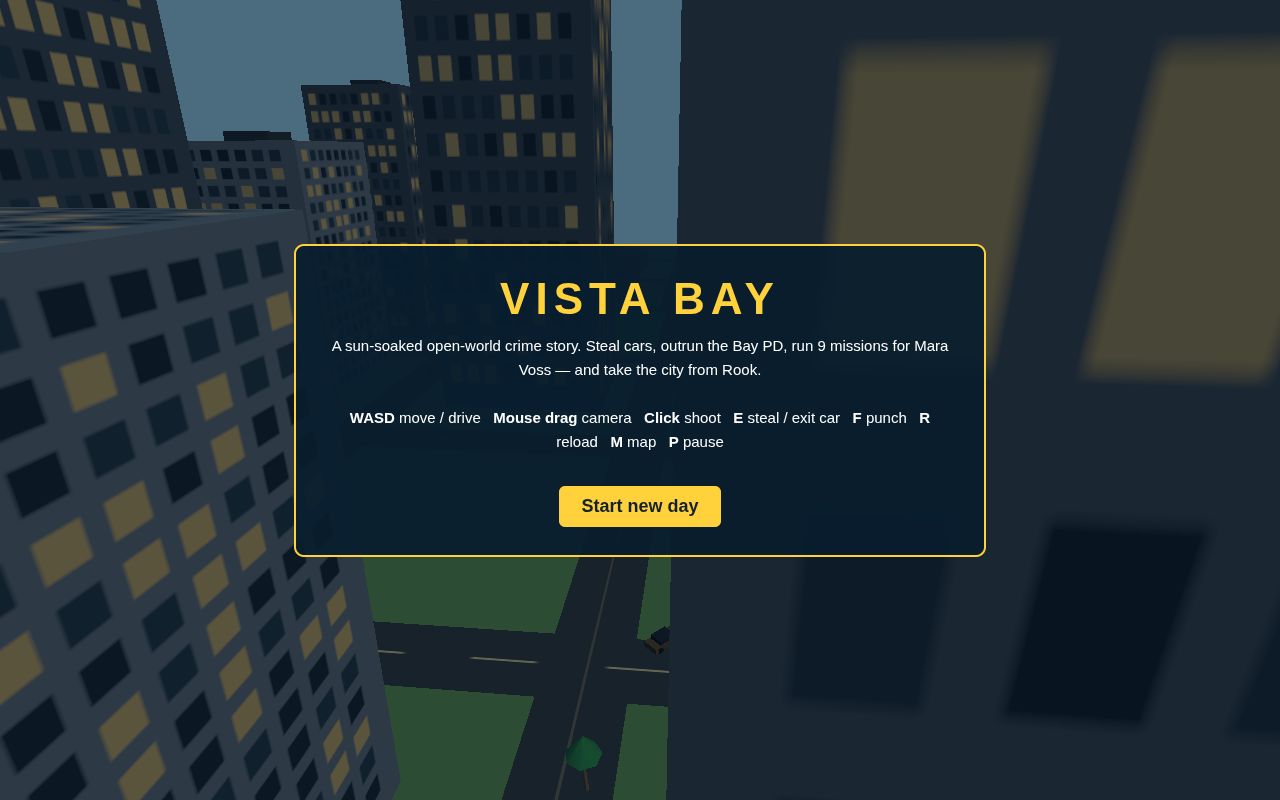 VISTA BAY
A sun-soaked open-world crime story. Steal cars, outrun the Bay PD, run 9 missions for Mara
Voss — and take the city from Rook.
WASD move / drive Mouse drag camera Click shoot E steal / exit car F punch R
reload M map P pause
Start new day